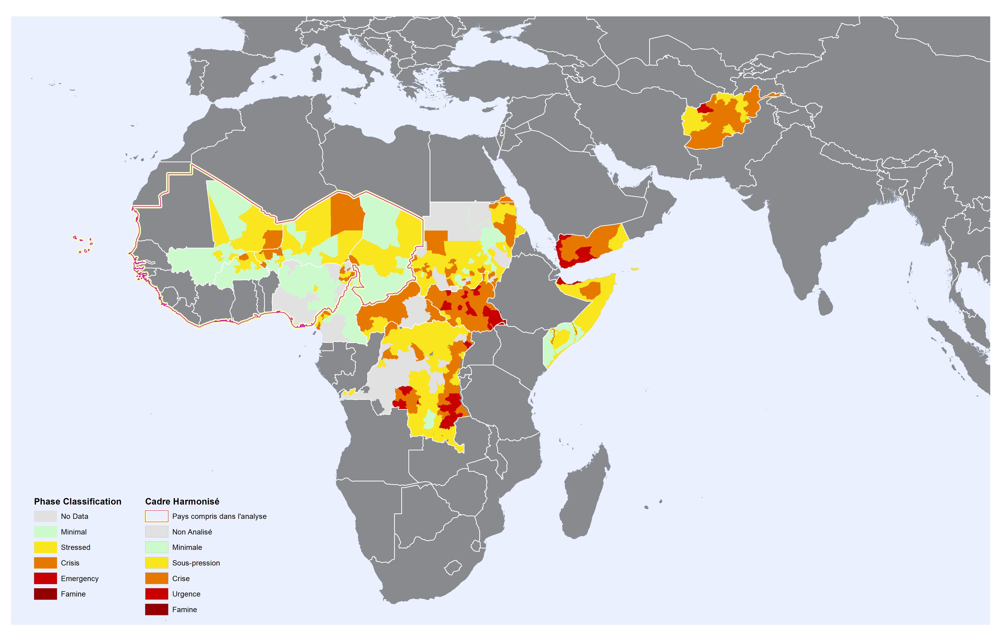 Phase Classification
No Data
Minimal
Stressed
Crisis
Emergency
Famine
Cadre Harmonisé
Pays compris dans l'analyse
Non Analisé
Minimale
Sous-pression
Crise
Urgence
Famine